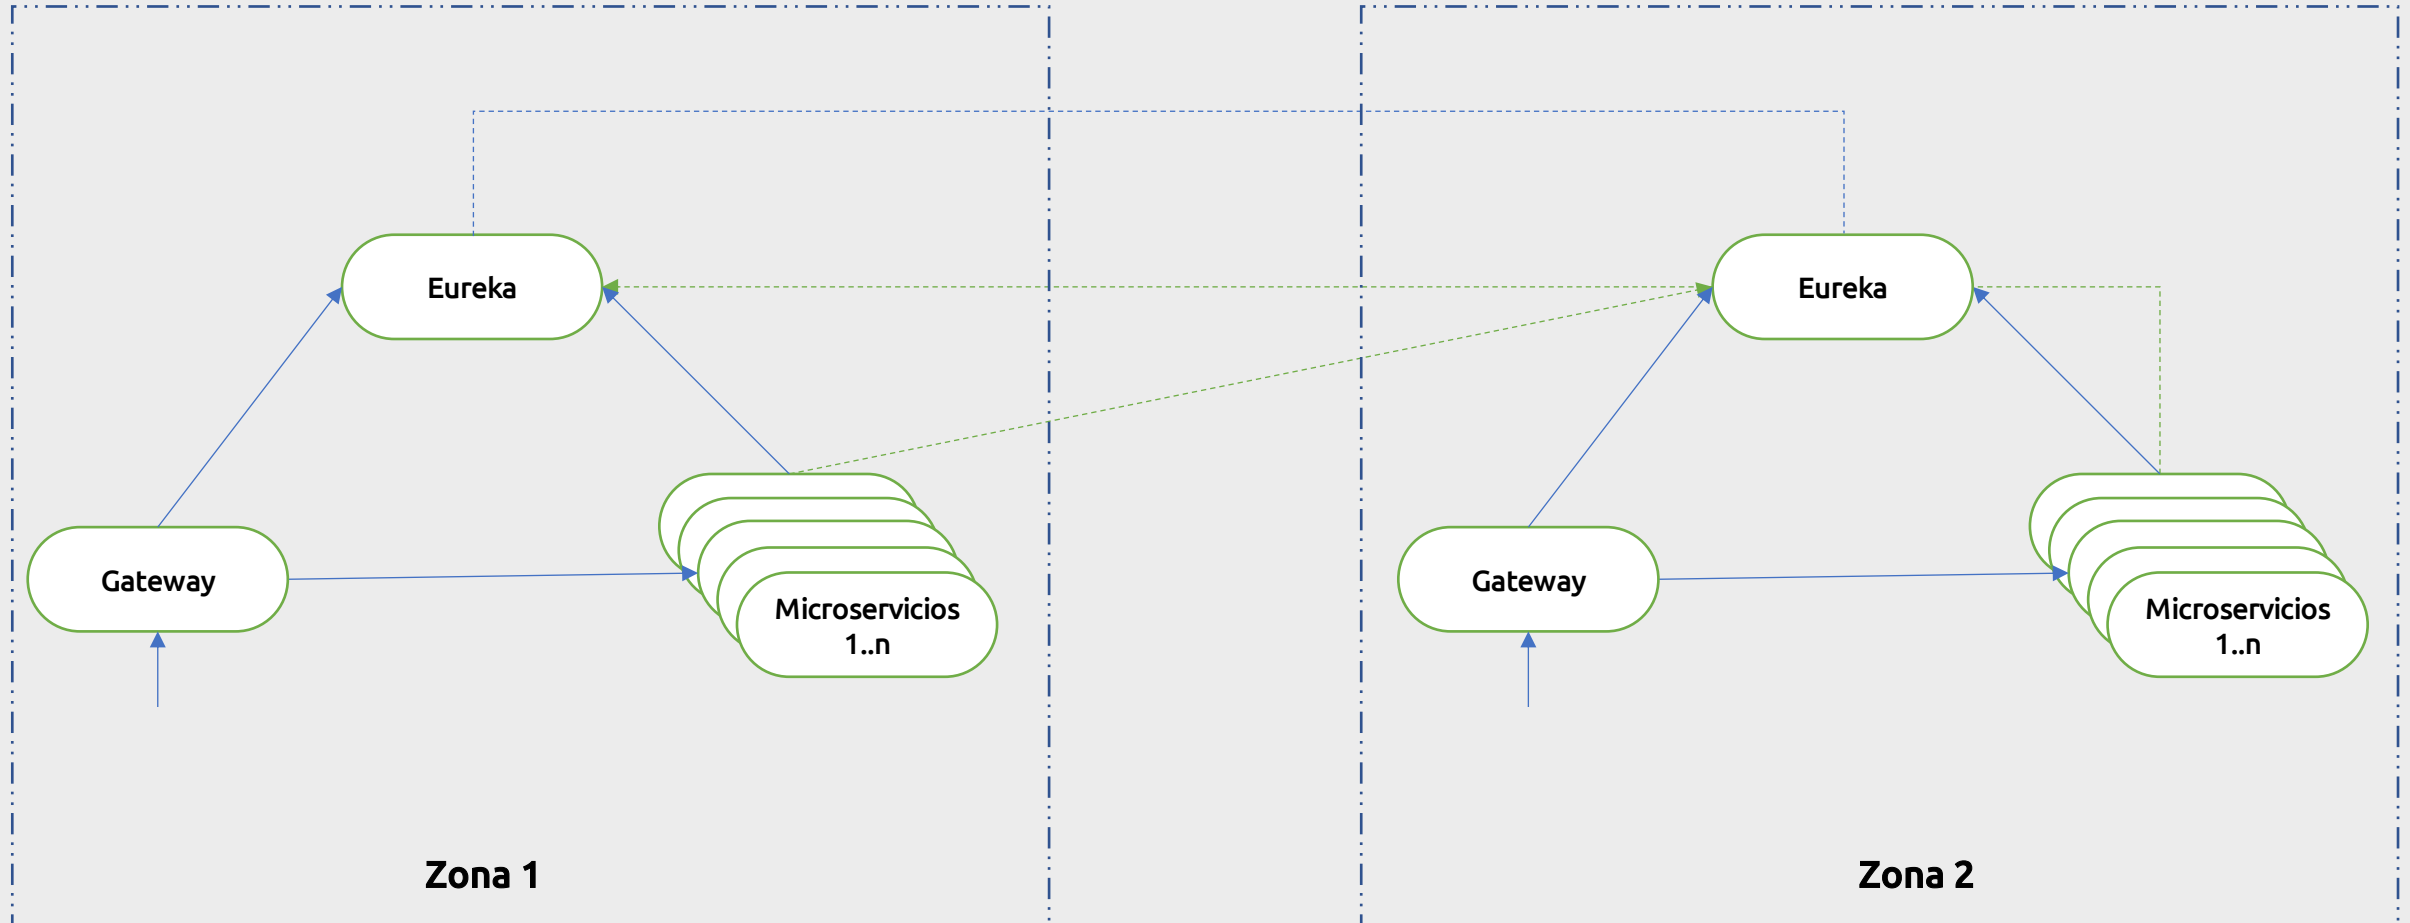 Eureka
Eureka
Gateway
Microservicios
1..n
Gateway
Microservicios
1..n
Zona 1
Zona 2